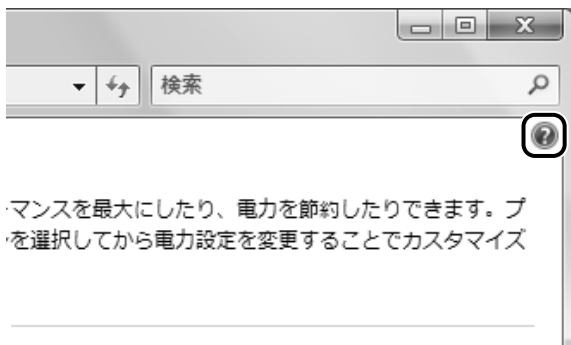 検索
ーマンスを最大にしたり、電力を節約したりできます。プ
を選択してから電力設定を変更することでカスタマイズ